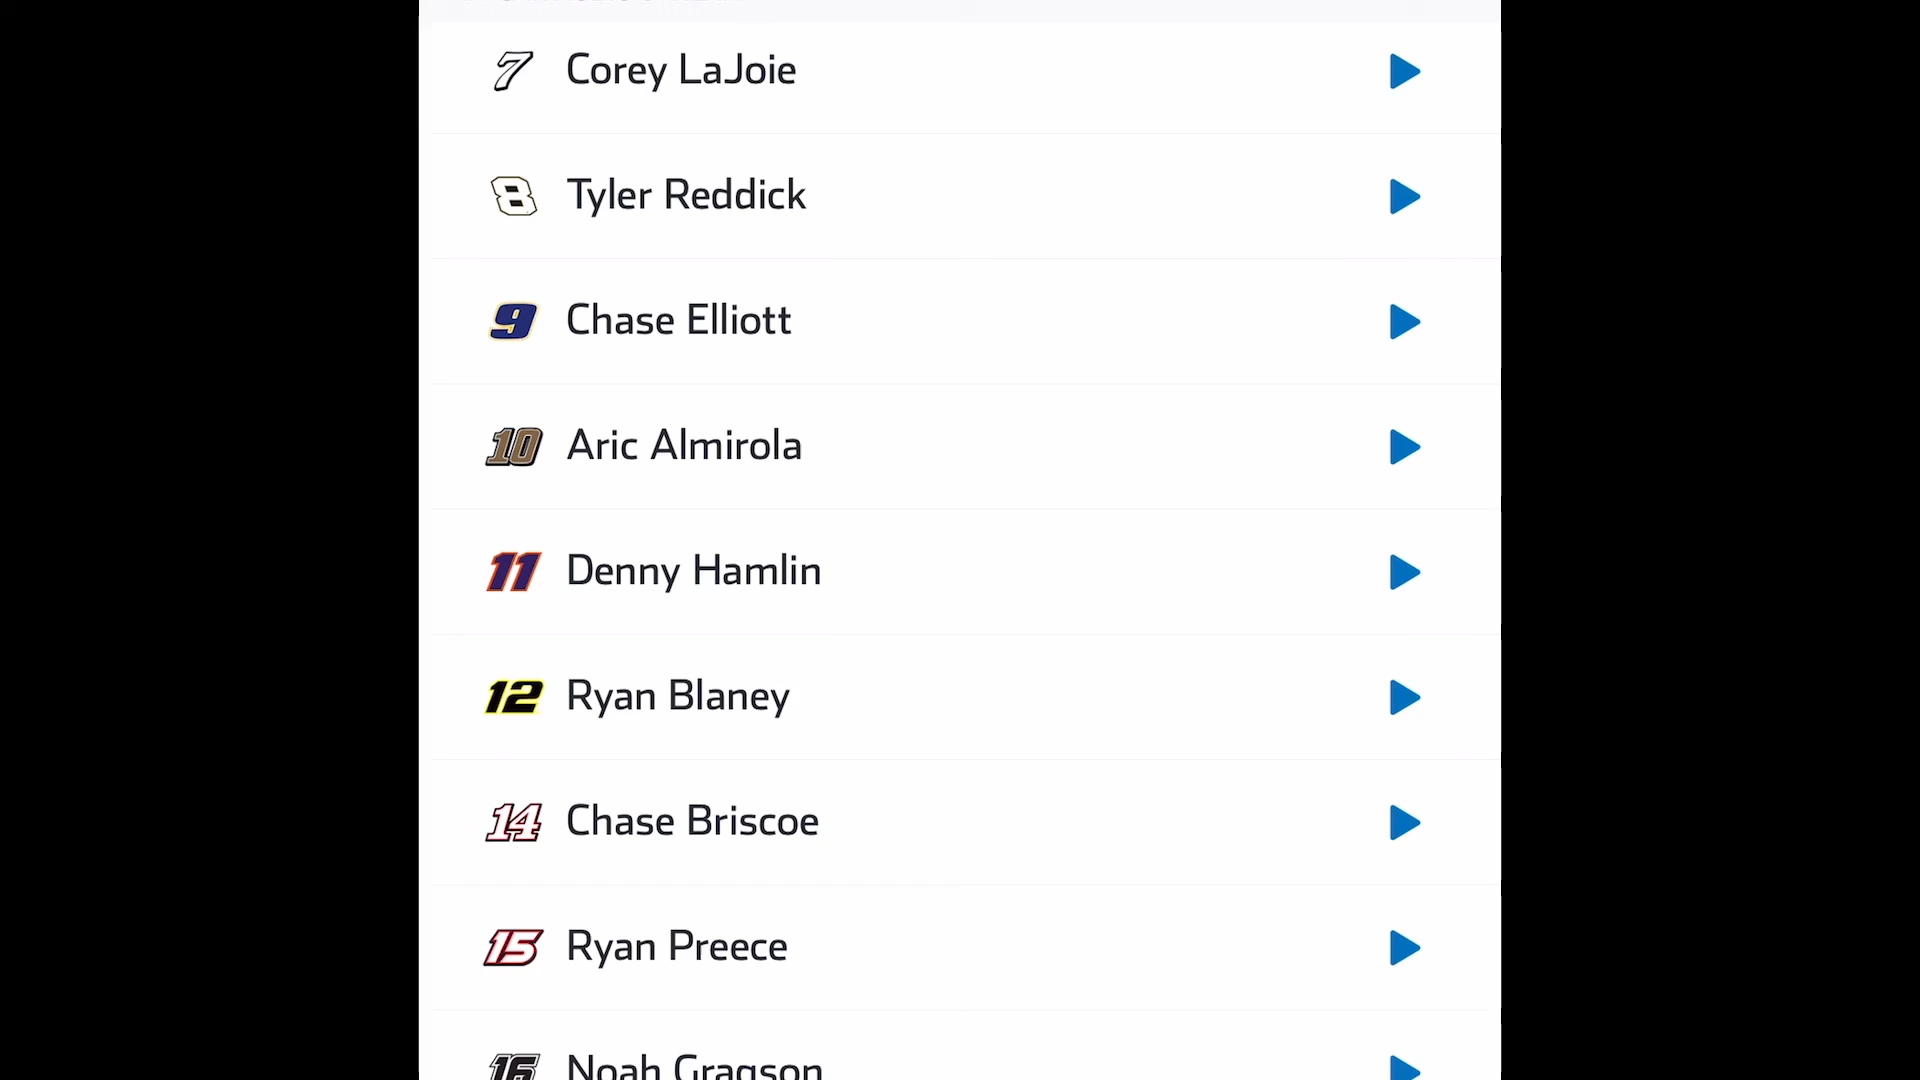 7 Corey LaJoie
8 Tyler Reddick
9 Chase Elliott
10 Aric Almirola
11 Denny Hamlin
12 Ryan Blaney
14 Chase Briscoe
15 Ryan Preece
16 Noah Gragson